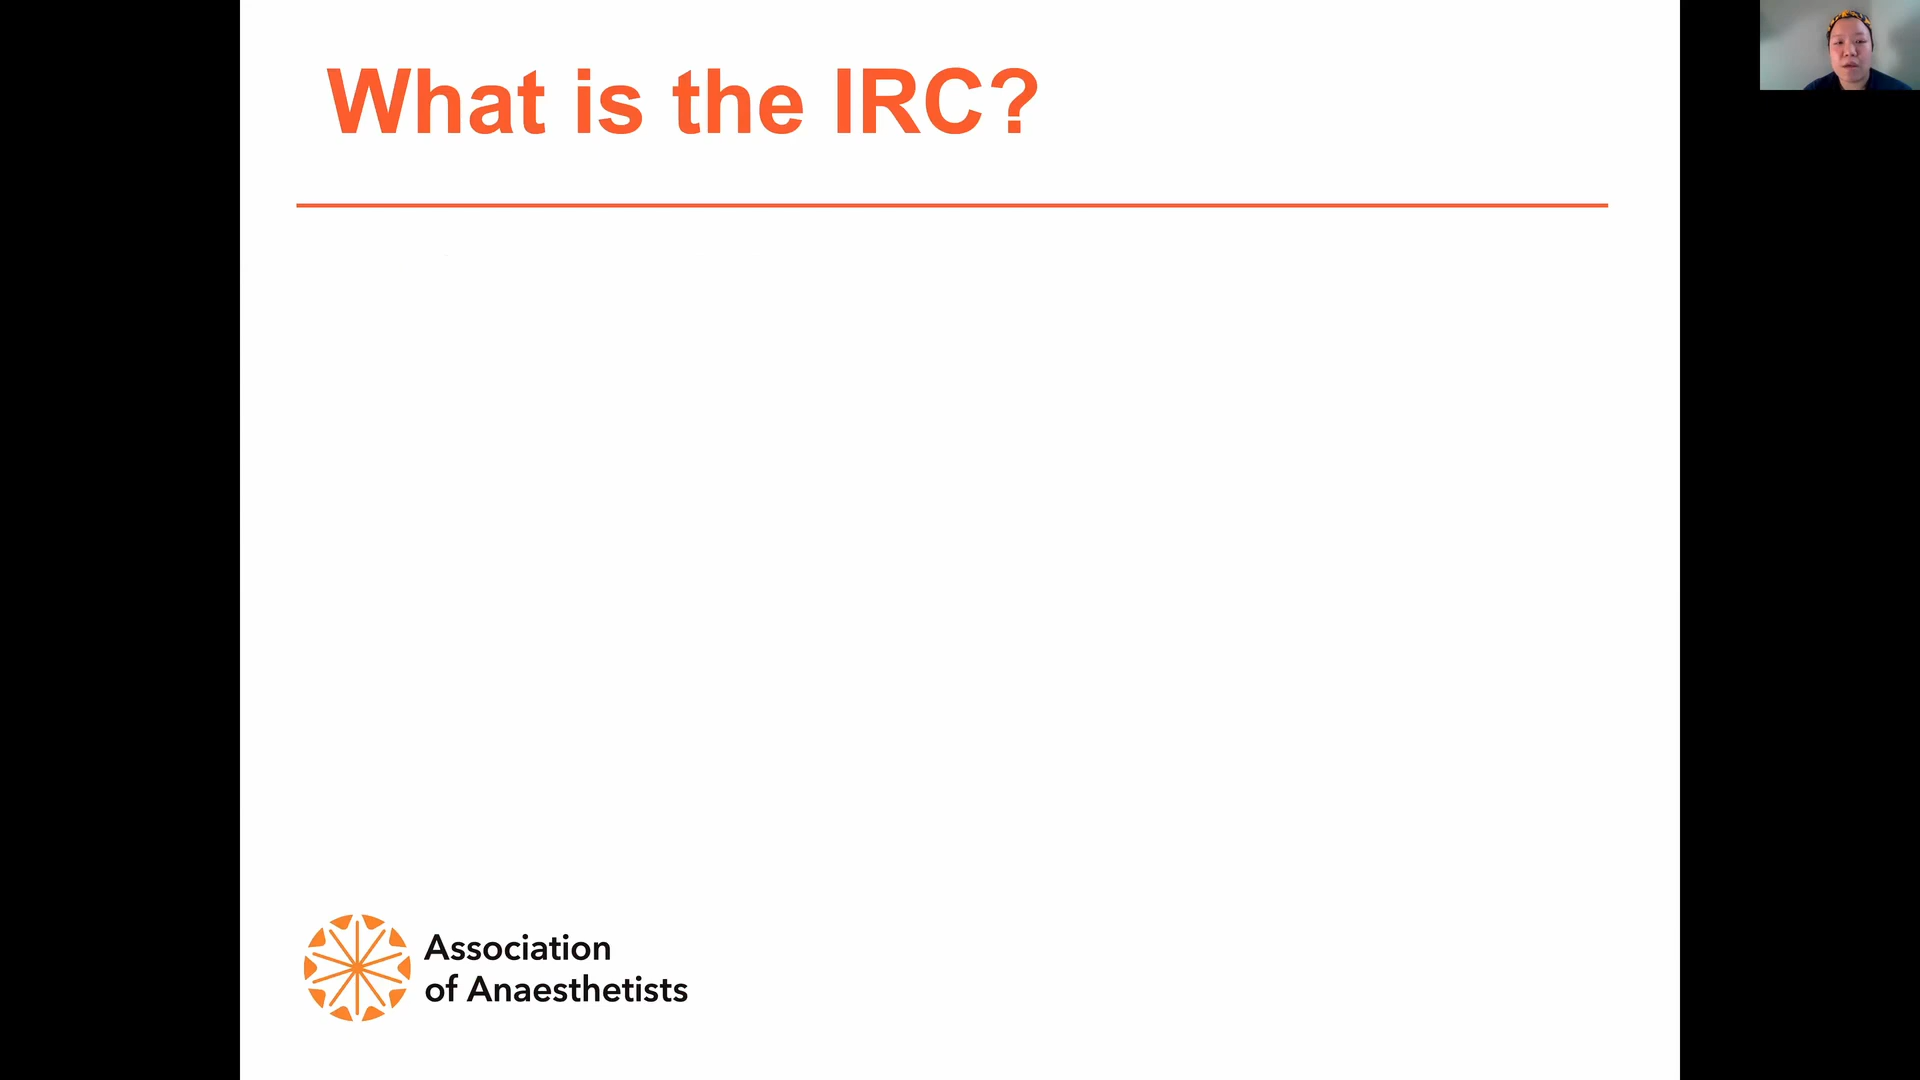 What is the IRC?
Association
of Anaesthetists